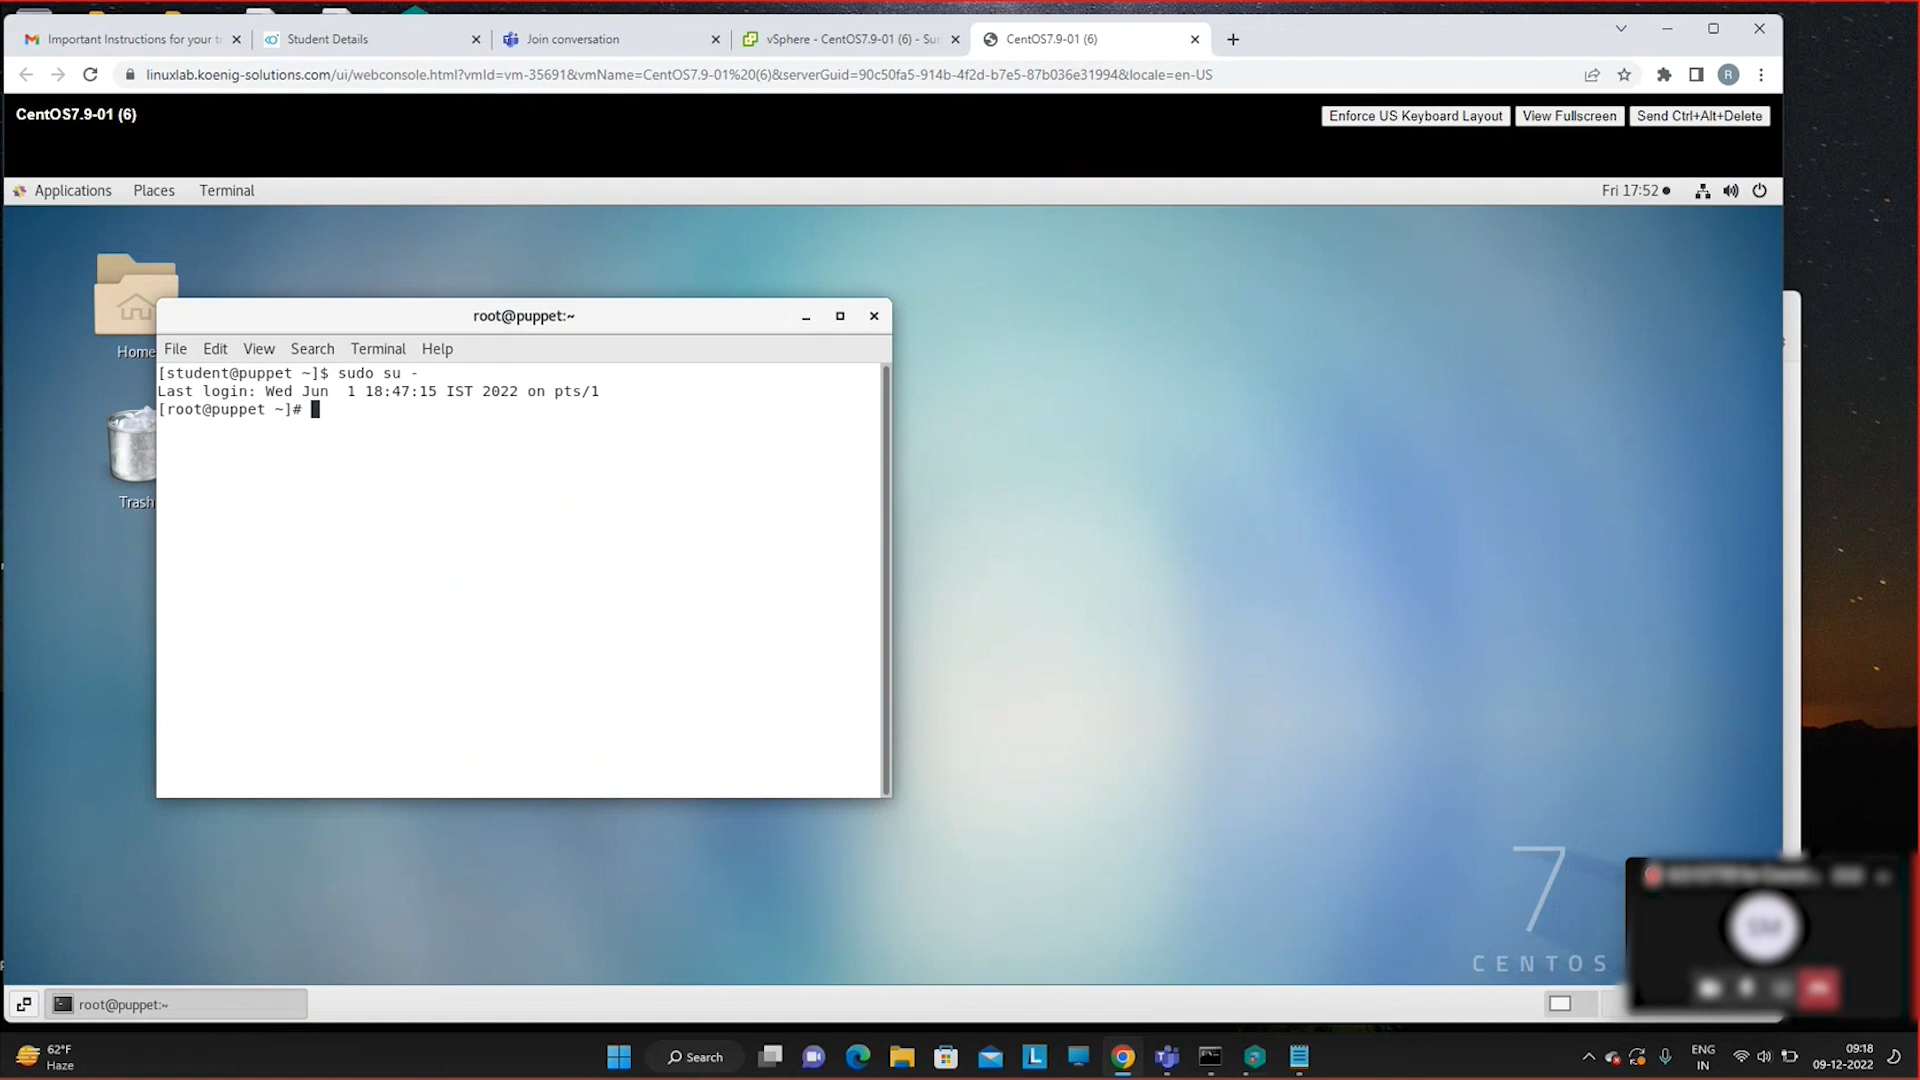 Important Instructions for your tr
Student Details
Join conversation
vSphere - CentOS7.9-01 (6) - Sum
CentOS7.9-01 (6)
linuxlab.koenig-solutions.com/ui/webconsole.html?vmId=vm-35691&vmName=CentOS7.9-01%20(6)&serverGuid=90c50fa5-914b-4f2d-b7e5-87b036e31994&locale=en-US
R
CentOS7.9-01 (6)
Enforce US Keyboard Layout
View Fullscreen
Send Ctrl+Alt+Delete
Applications Places Terminal
Fri 17:52
Home
Trash
root@puppet:~
File Edit View Search Terminal Help
[student@puppet ~]$ sudo su -
Last login: Wed Jun  1 18:47:15 IST 2022 on pts/1
[root@puppet ~]#
7
CENTOS
SM
root@puppet:~
62°F
Haze
Search
L
ENG
IN
09:18
09-12-2022